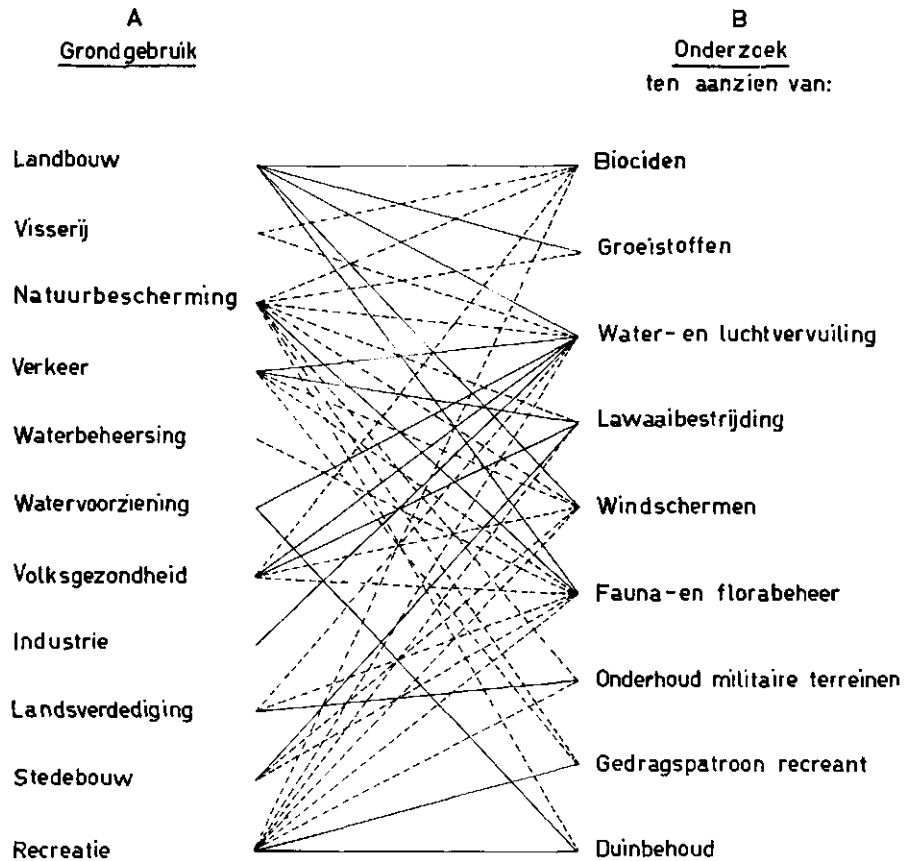 A
Grondgebruik
Landbouw
Visserij
Natuurbescherming
Verkeer
Waterbeheersing
Watervoorziening
Volksgezondheid
Industrie
Landsverdediging
Stedebouw
Recreatie
B
Onderzoek
ten aanzien van:
Biociden
Groeistoffen
Water- en luchtvervuiling
Lawaaibestrijding
Windschermen
Fauna- en florabeheer
Onderhoud militaire terreinen
Gedragspatroon recreant
Duinbehoud